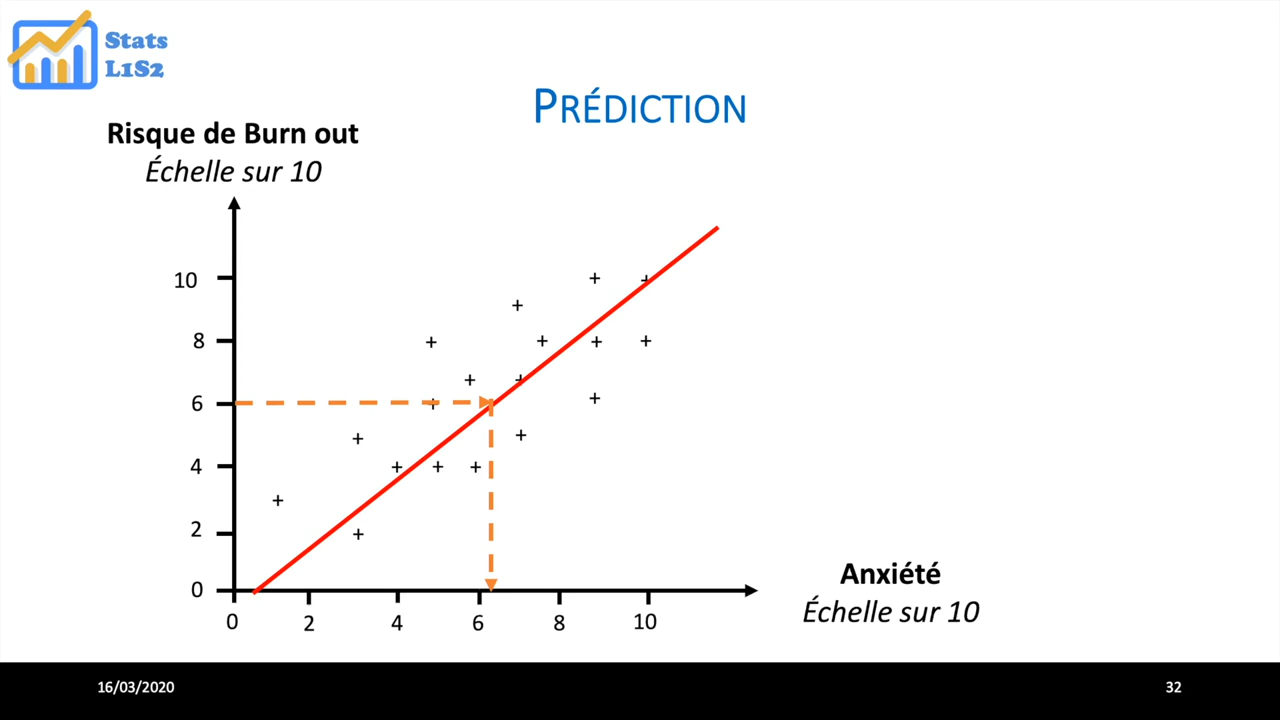 Stats
L1S2
PRÉDICTION
Risque de Burn out
Échelle sur 10
10
8
6
4
2
0
0 2 4 6 8 10
Anxiété
Échelle sur 10
16/03/2020
32